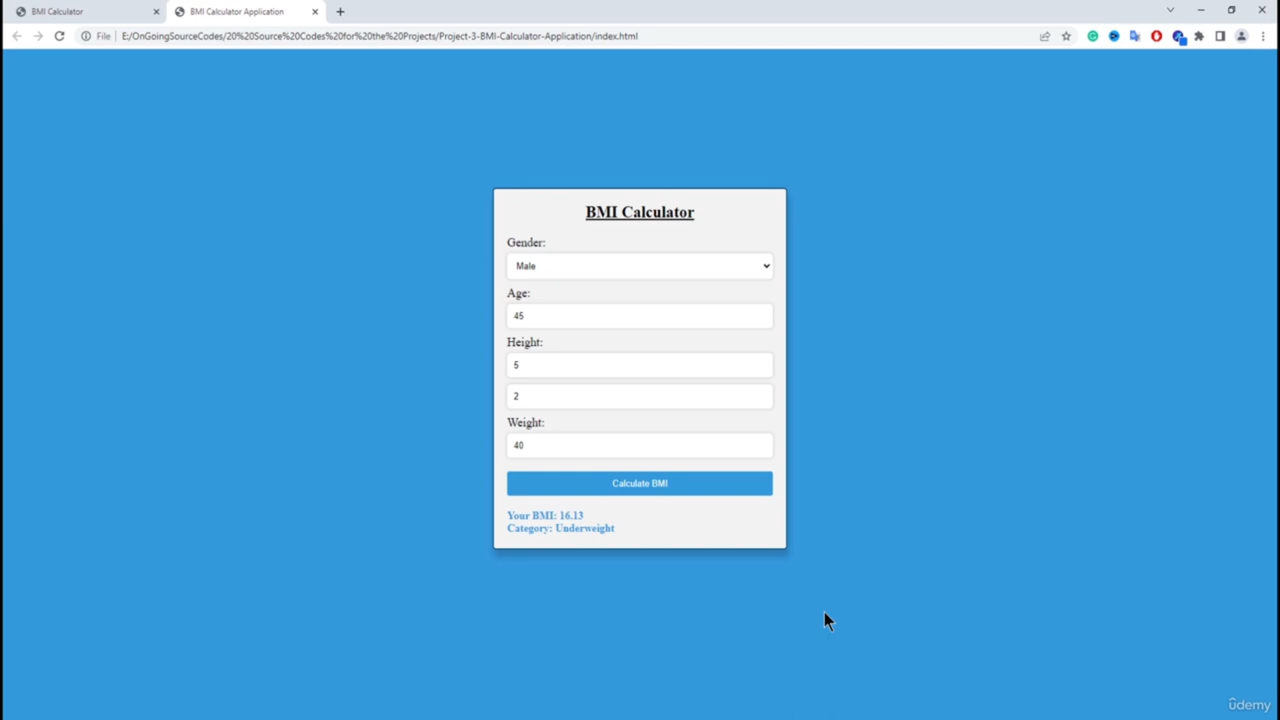 BMI Calculator
BMI Calculator Application
File
E:/OnGoingSourceCodes/20%20Source%20Codes%20for%20the%20Projects/Project-3-BMI-Calculator-Application/index.html
BMI Calculator
Gender:
Male
Age:
45
Height:
5
2
Weight:
40
Calculate BMI
Your BMI: 16.13
Category: Underweight
ûdemy